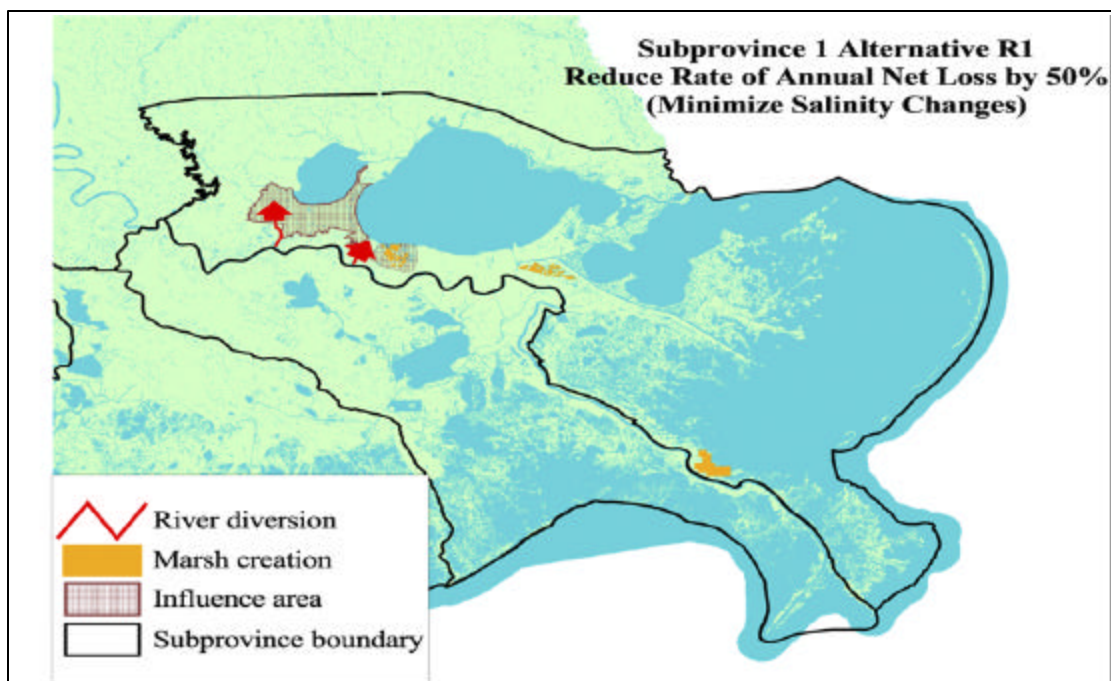 Subprovince 1 Alternative R1
Reduce Rate of Annual Net Loss by 50%
(Minimize Salinity Changes)
River diversion
Marsh creation
Influence area
Subprovince boundary